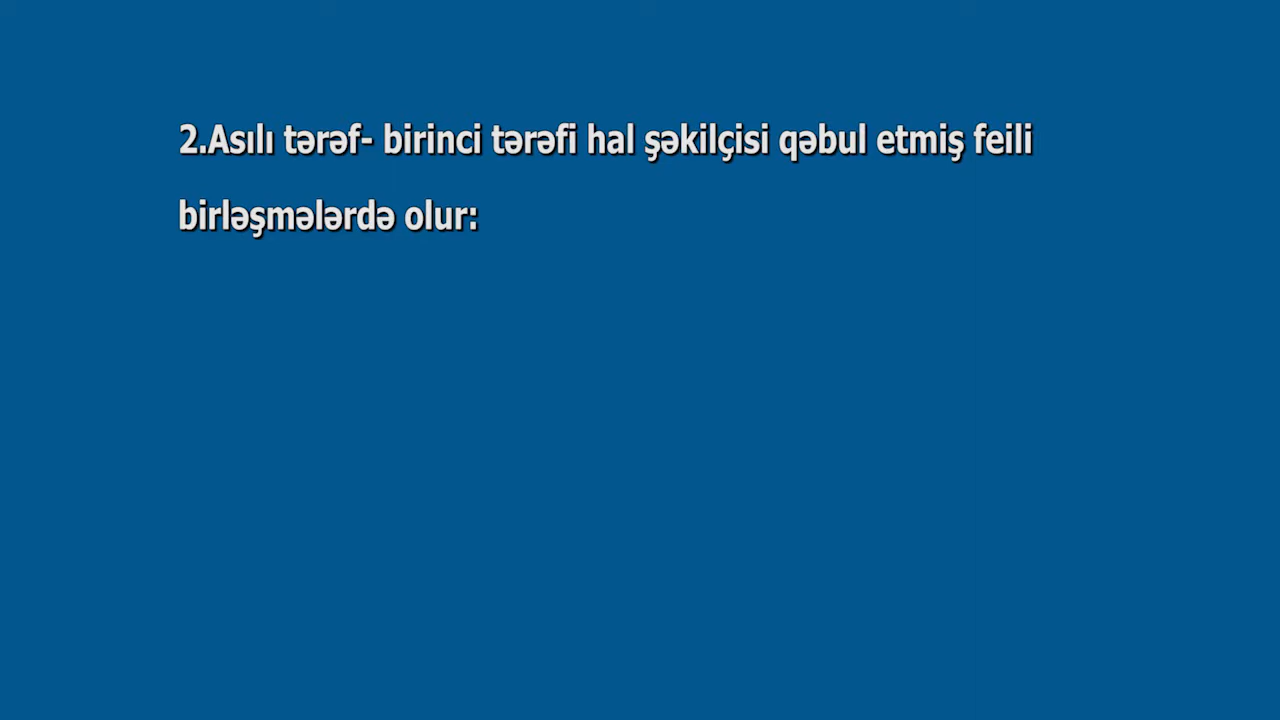 2.Asılı tərəf- birinci tərəfi hal şəkilçisi qəbul etmiş feili
birləşmələrdə olur: